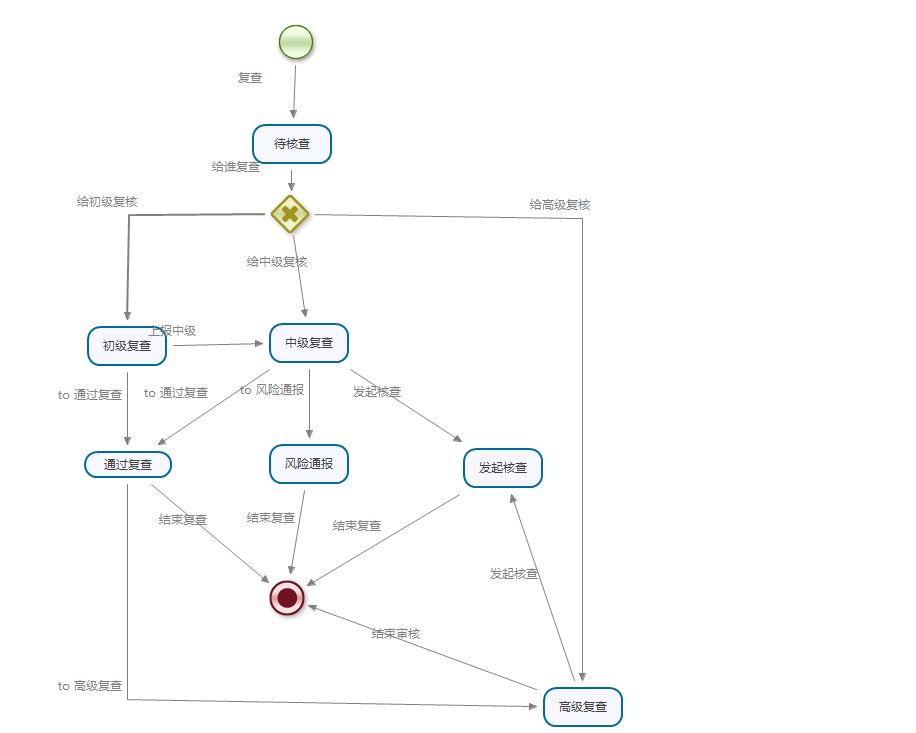 复查
待核查
给谁复查
给初级复核
给高级复核
给中级复核
上报中级
初级复查
中级复查
to 通过复查
to 通过复查
to 风险通报
发起核查
通过复查
风险通报
发起核查
结束复查
结束复查
结束复查
发起核查
结束审核
to 高级复查
高级复查